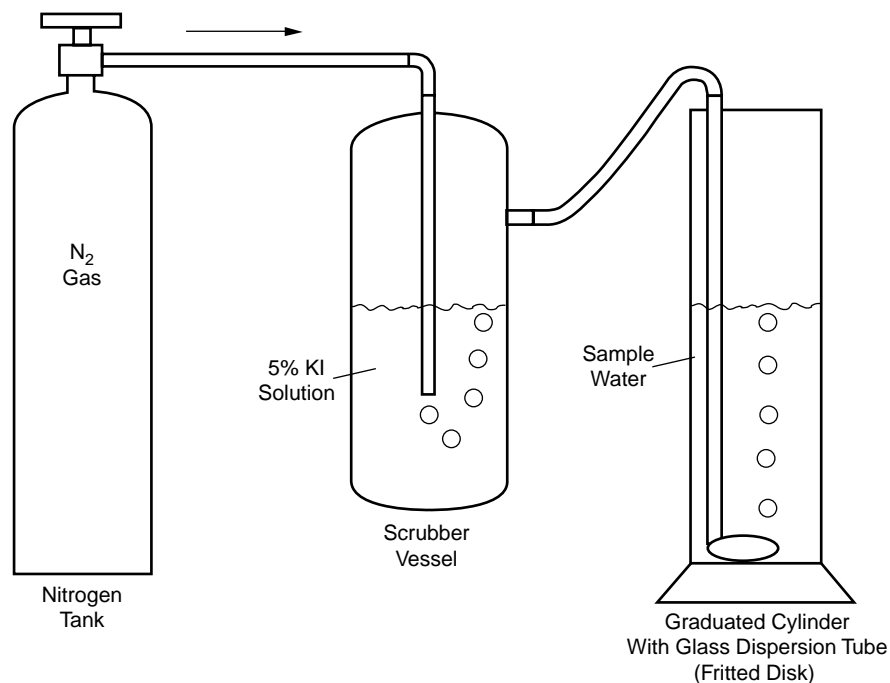 N2
Gas
5% KI
Solution
Sample
Water
Scrubber
Vessel
Nitrogen
Tank
Graduated Cylinder
With Glass Dispersion Tube
(Fritted Disk)